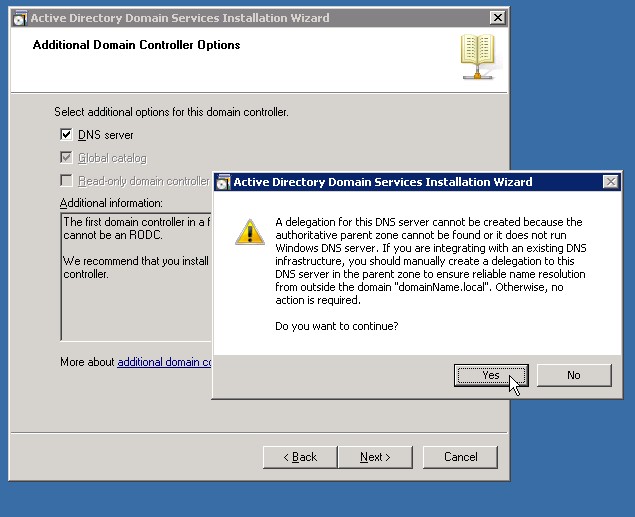 Active Directory Domain Services Installation Wizard
Additional Domain Controller Options
Select additional options for this domain controller.
DNS server
Global catalog
Read-only domain controller
Additional information:
The first domain controller in a f
cannot be an RODC.
We recommend that you install
controller.
More about additional domain co
< Back
Next >
Cancel
Active Directory Domain Services Installation Wizard
A delegation for this DNS server cannot be created because the
authoritative parent zone cannot be found or it does not run
Windows DNS server. If you are integrating with an existing DNS
infrastructure, you should manually create a delegation to this
DNS server in the parent zone to ensure reliable name resolution
from outside the domain "domainName.local". Otherwise, no
action is required.
Do you want to continue?
Yes
No